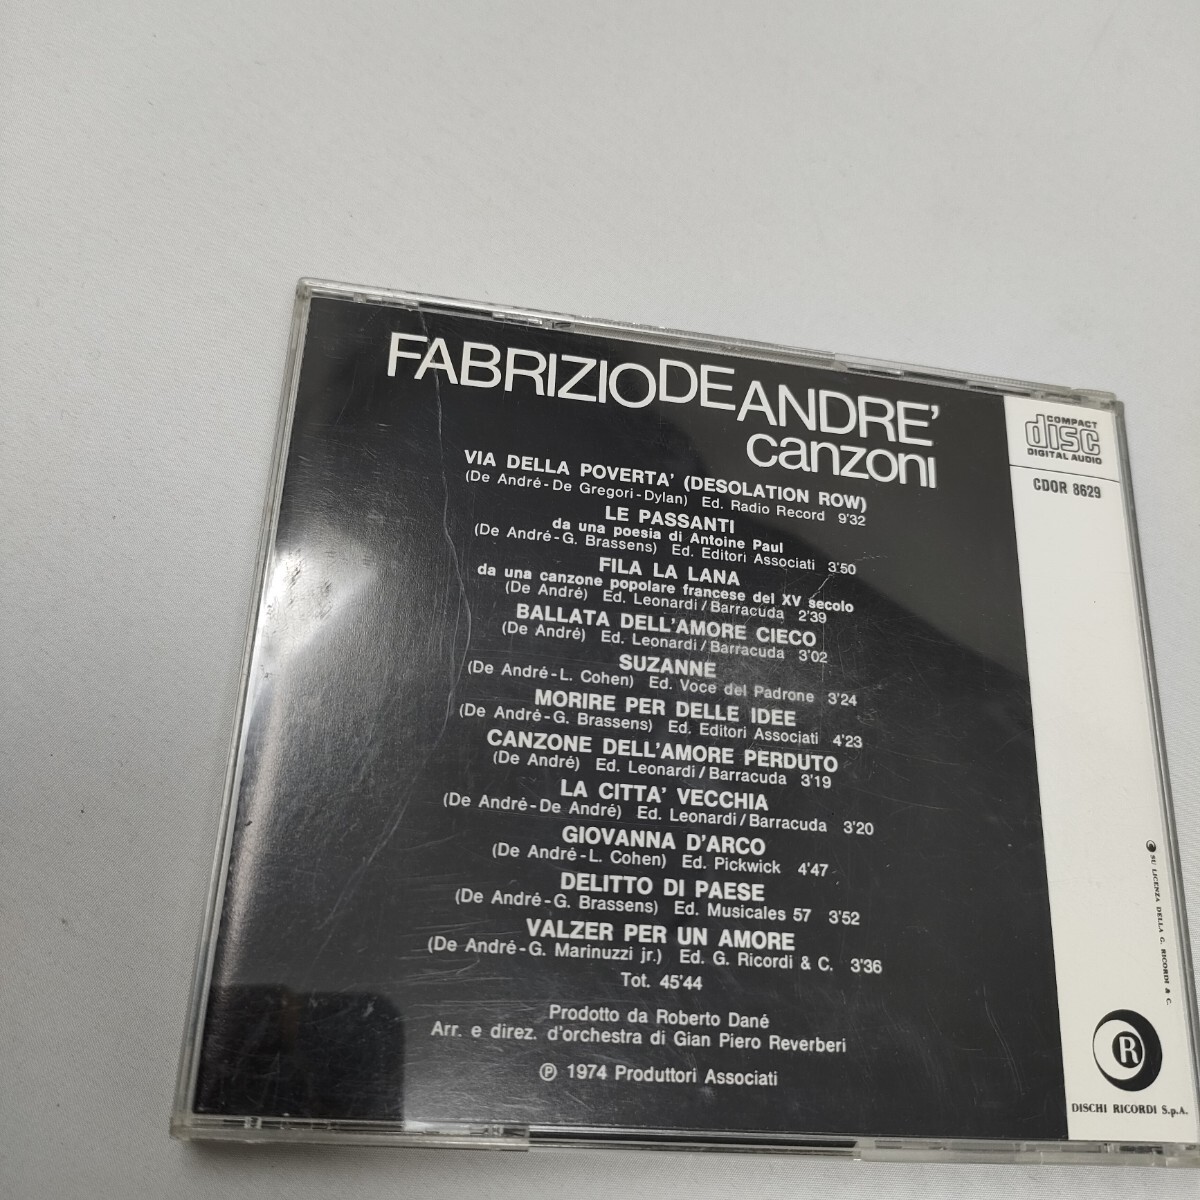 FABRIZIO DE ANDRE'
canzoni
VIA DELLA POVERTA' (DESOLATION ROW)
(De André-De Gregori-Dylan) Ed. Radio Record 9'32
LE PASSANTI
da una poesia di Antoine Paul
(De André-G. Brassens) Ed. Editori Associati 3'50
FILA LA LANA
da una canzone popolare francese del XV secolo
(De André) Ed. Leonardi/Barracuda 2'39
BALLATA DELL'AMORE CIECO
(De André) Ed. Leonardi/Barracuda 3'02
SUZANNE
(De André-L. Cohen) Ed. Voce del Padrone 3'24
MORIRE PER DELLE IDEE
(De André-G. Brassens) Ed. Editori Associati 4'23
CANZONE DELL'AMORE PERDUTO
(De André) Ed. Leonardi/Barracuda 3'19
LA CITTA' VECCHIA
(De André-De André) Ed. Leonardi/Barracuda 3'20
GIOVANNA D'ARCO
(De André-L. Cohen) Ed. Pickwick 4'47
DELITTO DI PAESE
(De André-G. Brassens) Ed. Musicales 57 3'52
VALZER PER UN AMORE
(De André-G. Marinuzzi jr.) Ed. G. Ricordi & C. 3'36
Tot. 45'44
Prodotto da Roberto Dané
Arr. e direz. d'orchestra di Gian Piero Reverberi
℗ 1974 Produttori Associati
COMPACT
disc
DIGITAL AUDIO
CDOR 8629
SU LICENZA DELLA G. RICORDI & C.
R
DISCHI RICORDI S.p.A.